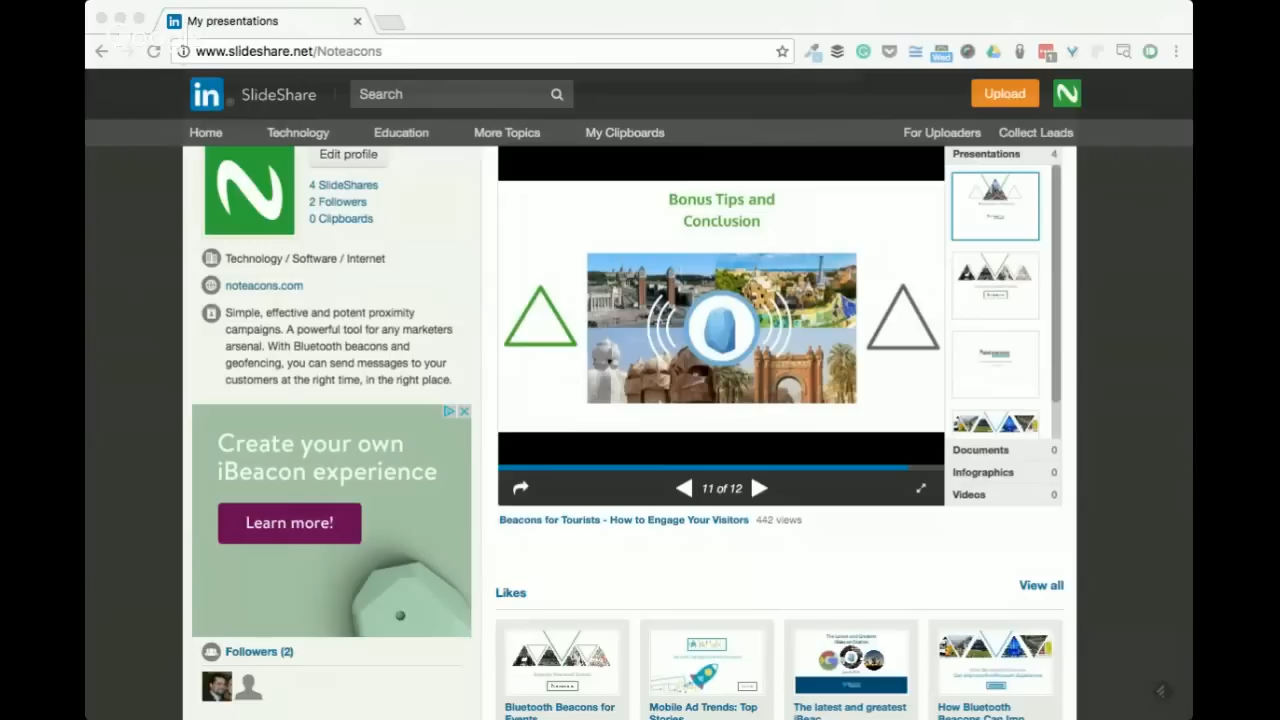 My presentations
www.slideshare.net/Noteacons
Google
Wed
1
in
SlideShare
Search
Upload
Home
Technology
Education
More Topics
My Clipboards
For Uploaders
Collect Leads
Edit profile
4 SlideShares
2 Followers
0 Clipboards
Technology / Software / Internet
noteacons.com
Simple, effective and potent proximity
campaigns. A powerful tool for any marketers
arsenal. With Bluetooth beacons and
geofencing, you can send messages to your
customers at the right time, in the right place.
Create your own
iBeacon experience
Learn more!
Followers (2)
Bonus Tips and
Conclusion
11 of 12
Beacons for Tourists - How to Engage Your Visitors 442 views
Presentations 4
Documents 0
Infographics 0
Videos 0
Likes
View all
Bluetooth Beacons for
Events
Mobile Ad Trends: Top
Stories
The latest and greatest
iBeac
How Bluetooth
Beacons Can Imp